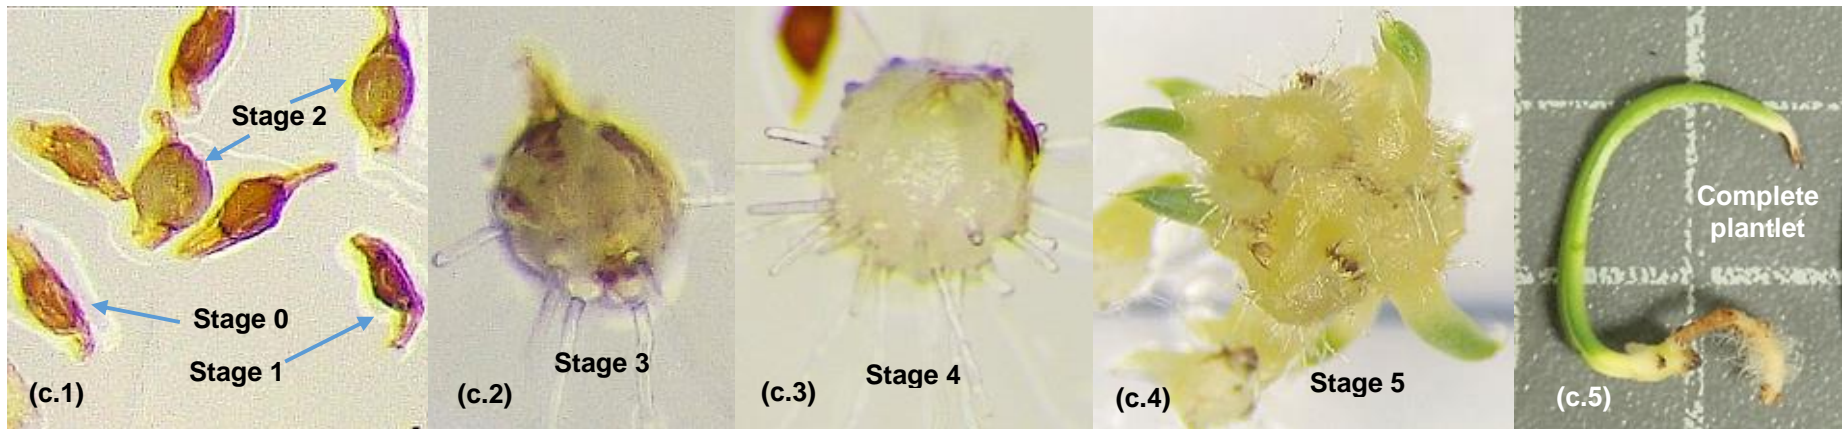 Stage 2
Stage 0
Stage 1
(c.1)
Stage 3
(c.2)
Stage 4
(c.3)
Stage 5
(c.4)
Complete
plantlet
(c.5)